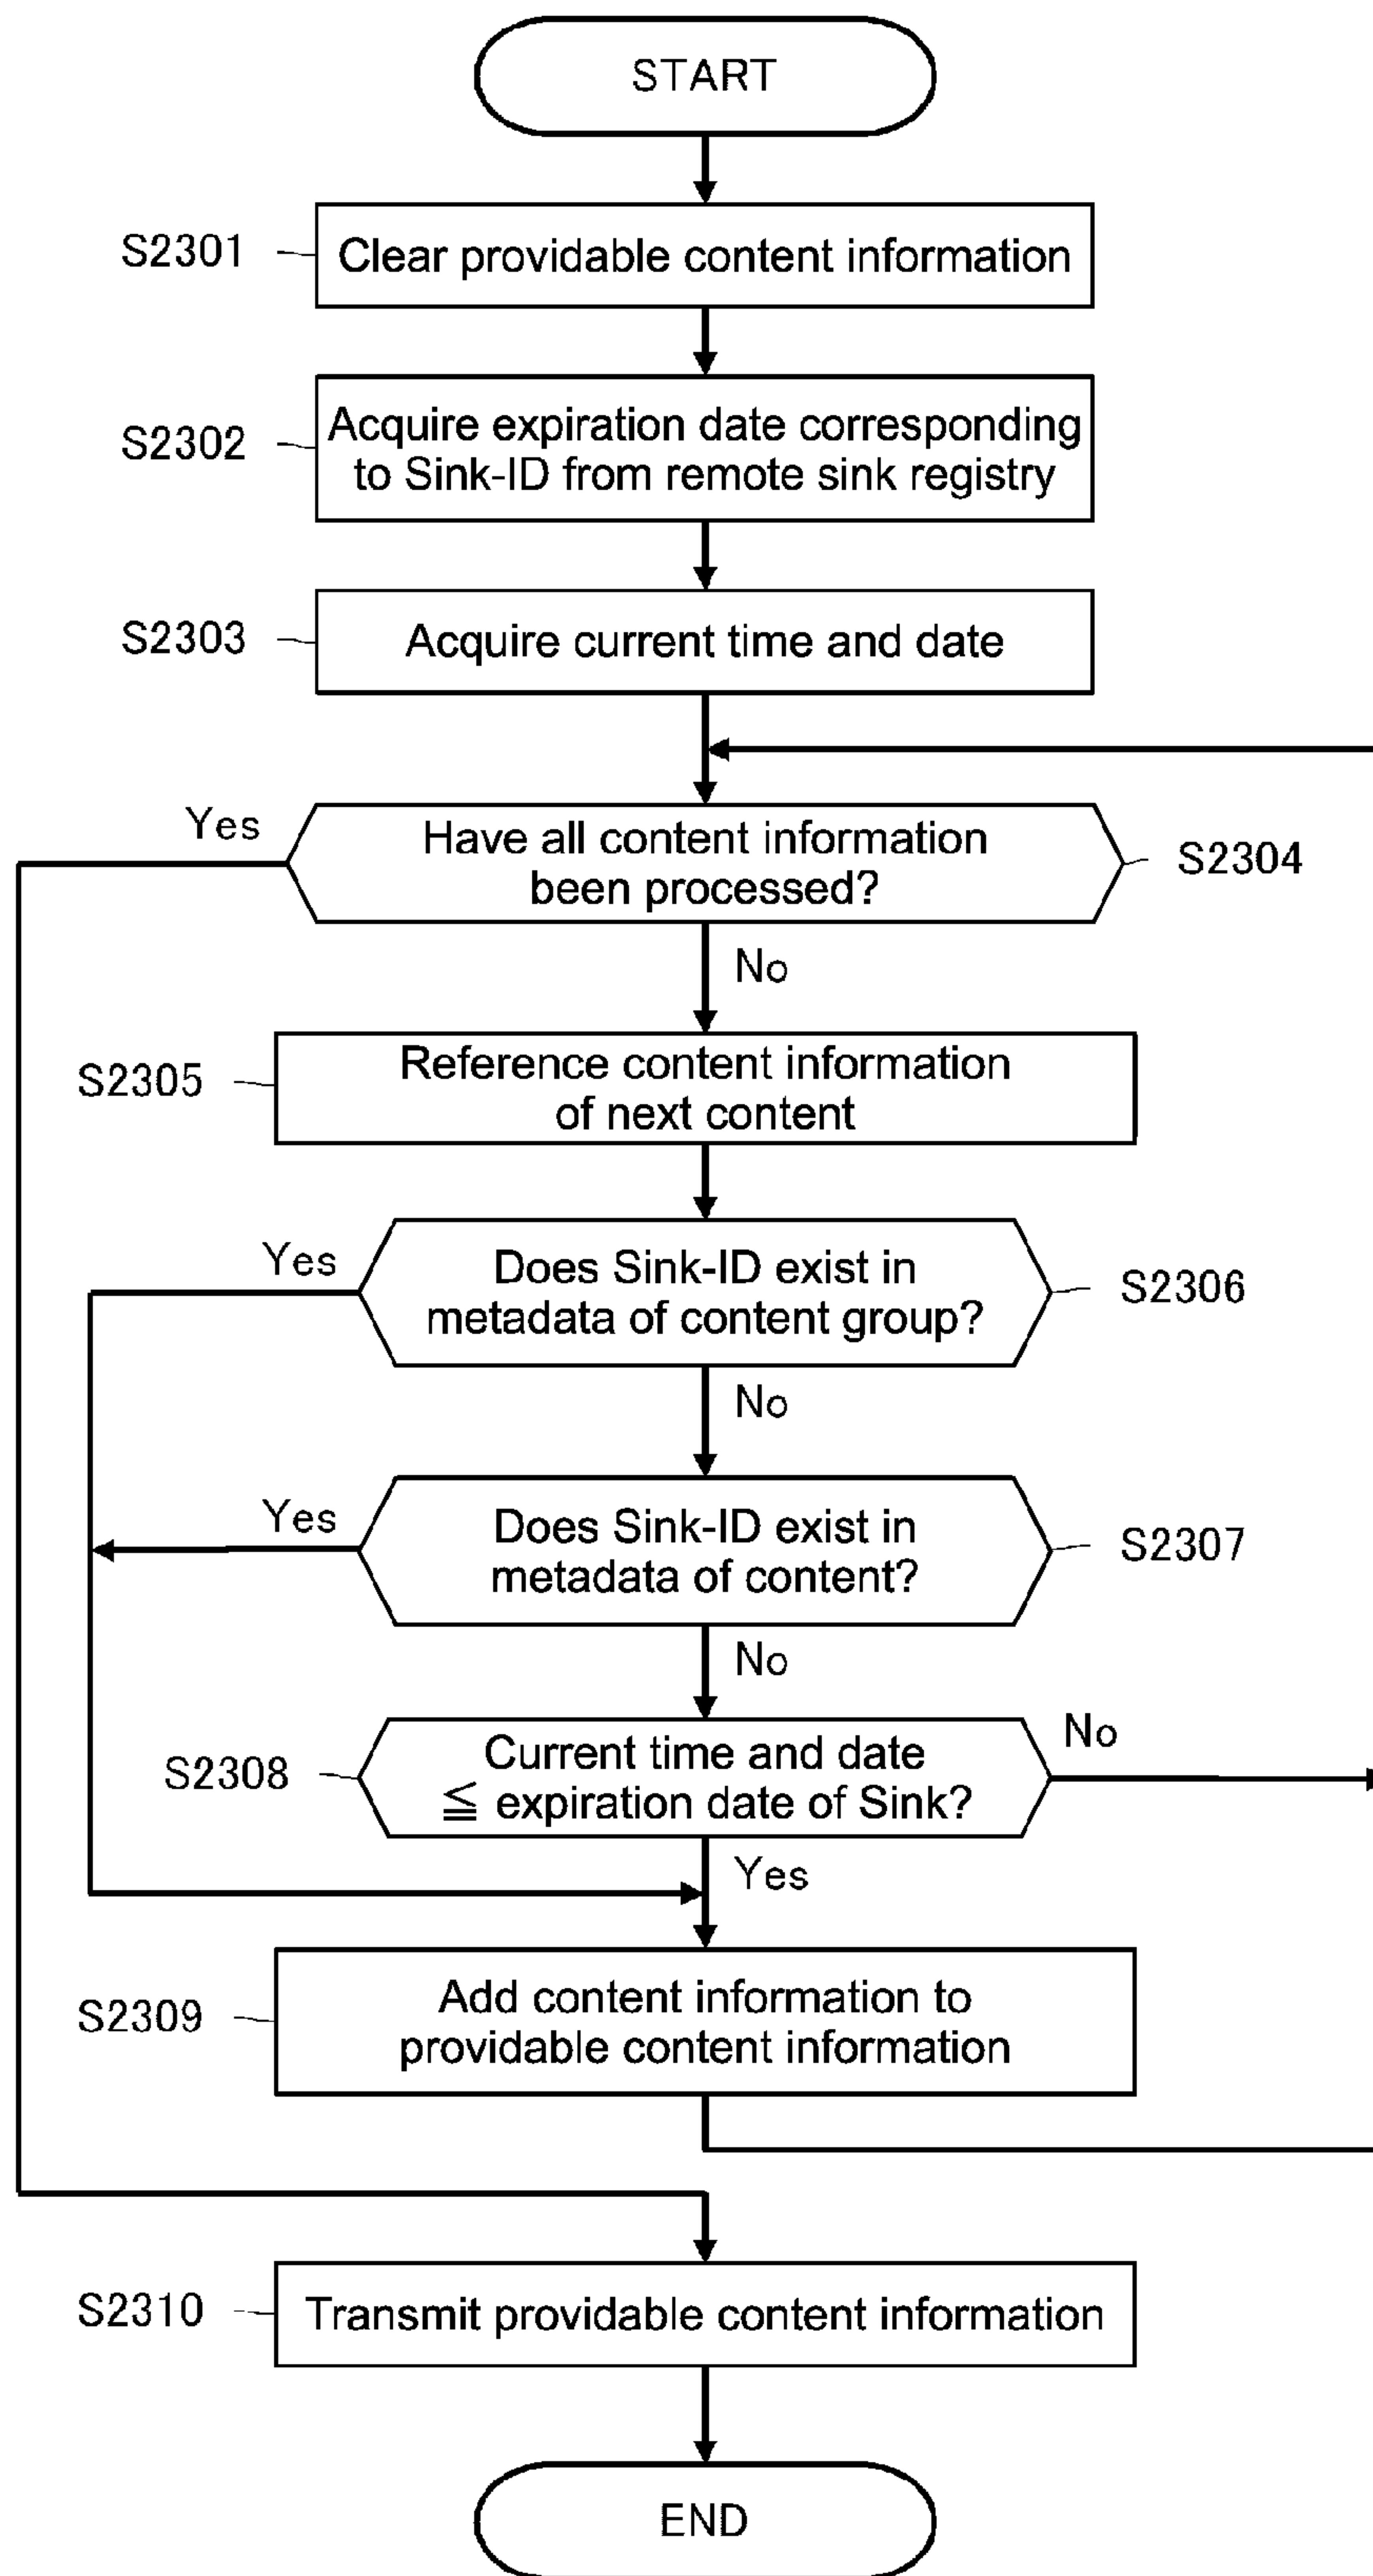 START
S2301
Clear providable content information
S2302
Acquire expiration date corresponding
to Sink-ID from remote sink registry
S2303
Acquire current time and date
Yes
Have all content information
been processed?
S2304
No
S2305
Reference content information
of next content
Yes
Does Sink-ID exist in
metadata of content group?
S2306
No
Yes
Does Sink-ID exist in
metadata of content?
S2307
No
S2308
Current time and date
≦ expiration date of Sink?
No
Yes
S2309
Add content information to
providable content information
S2310
Transmit providable content information
END